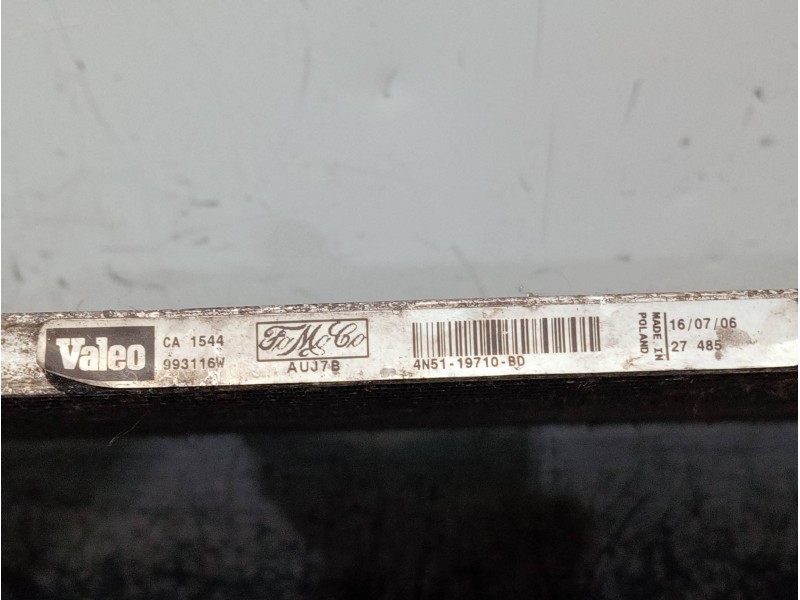 Valeo
CA 1544
993116W
FoMoCo
AUJ7B
4N51-19710-BD
MADE IN
POLAND
16/07/06
27 485